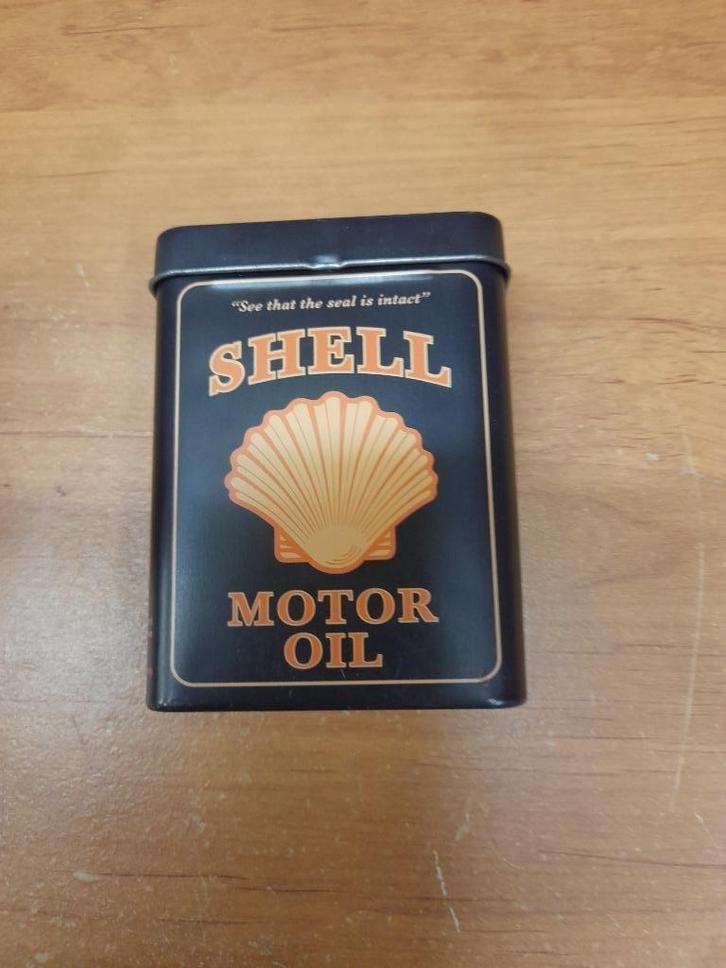 “See that the seal is intact”
SHELL
MOTOR
OIL